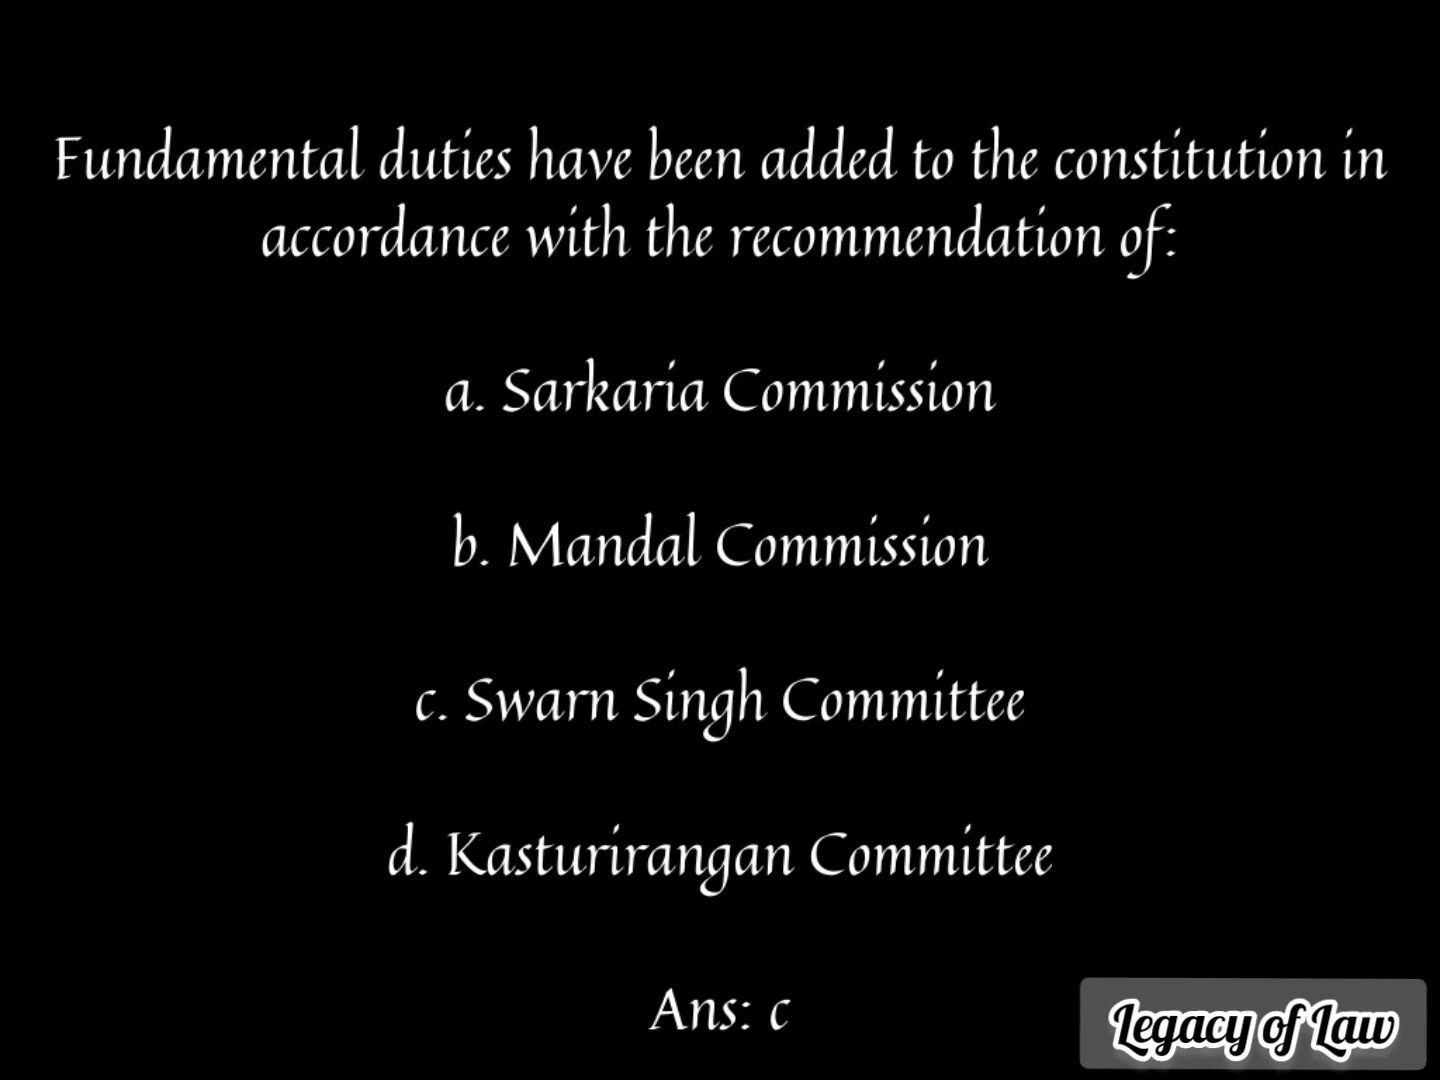 Fundamental duties have been added to the constitution in
accordance with the recommendation of:
a. Sarkaria Commission
b. Mandal Commission
c. Swarn Singh Committee
d. Kasturirangan Committee
Ans: c
Legacy of Law